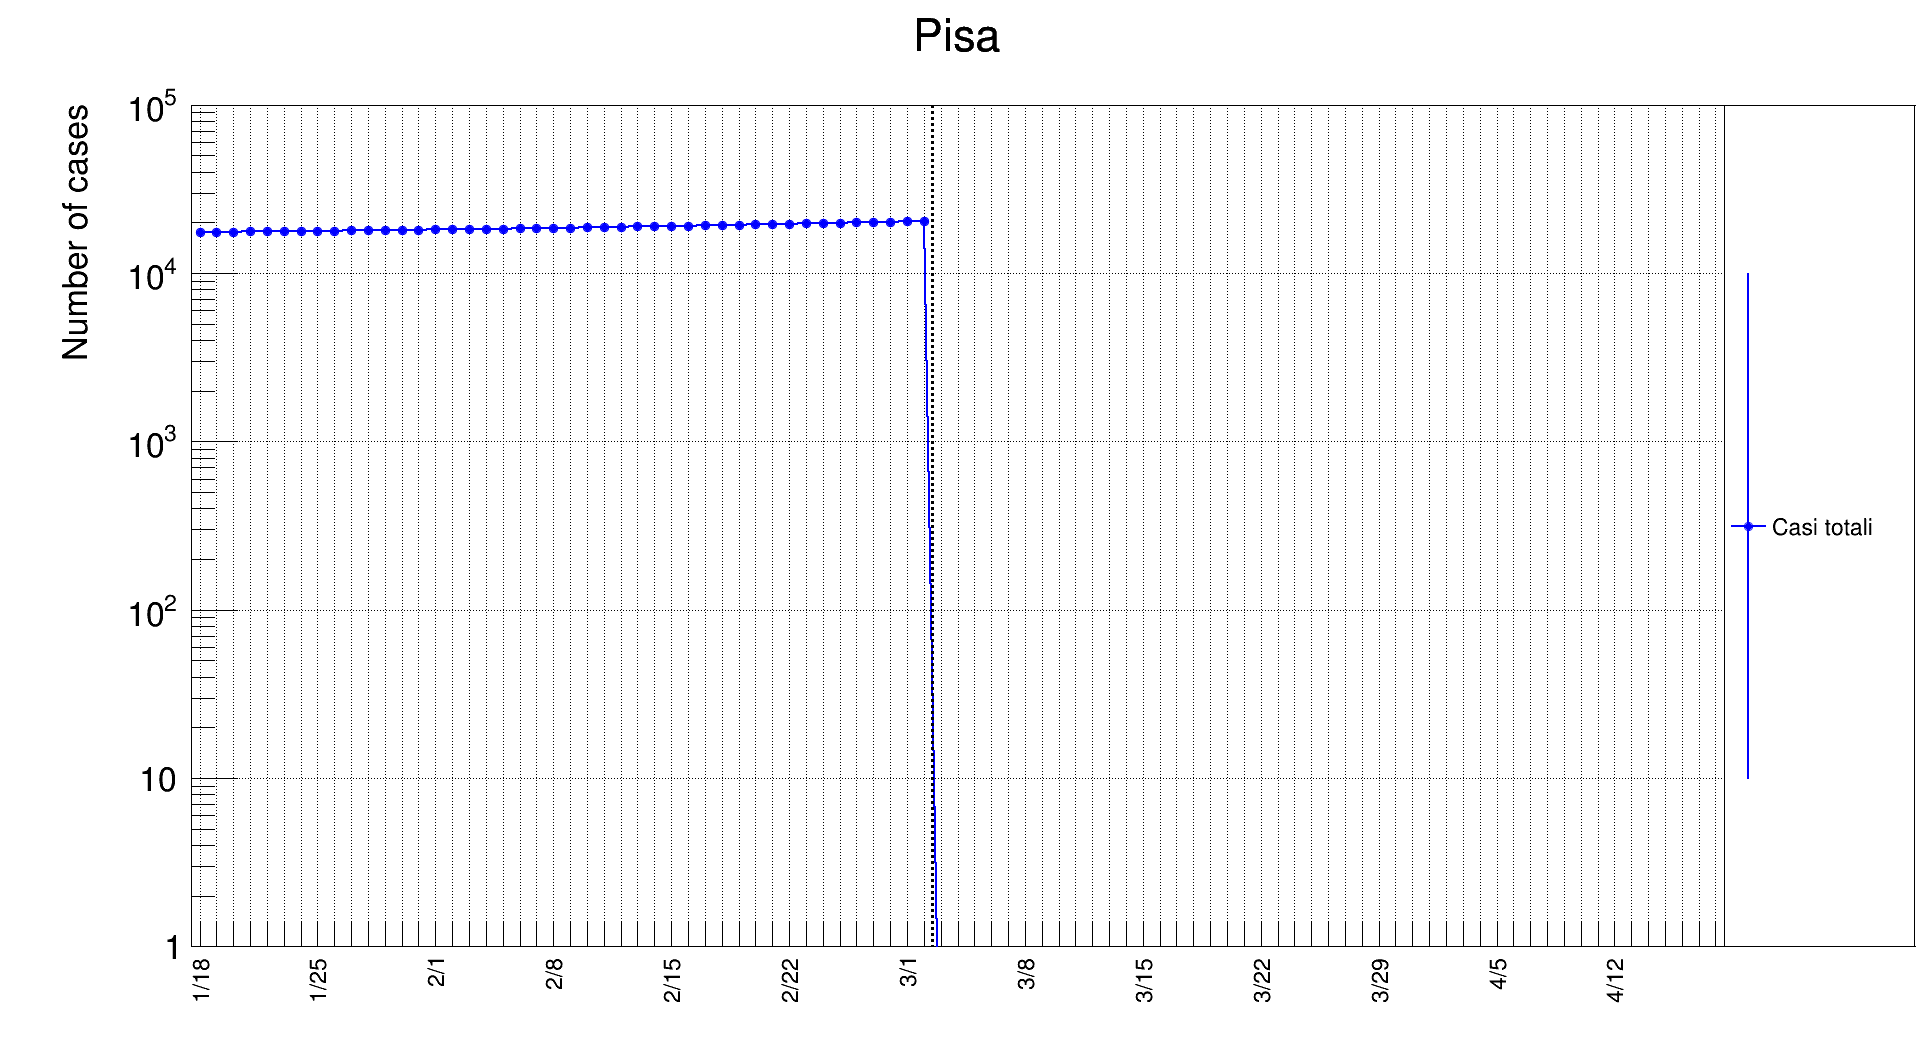 Pisa
Number of cases
10^5
10^4
10^3
10^2
10
1
1/18 1/25 2/1 2/8 2/15 2/22 3/1 3/8 3/15 3/22 3/29 4/5 4/12
Casi totali